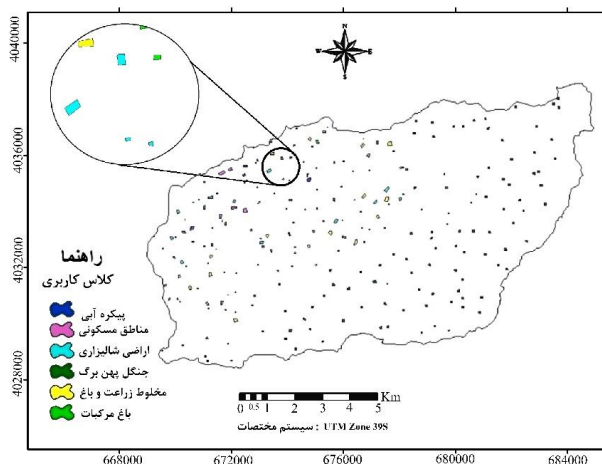 4040000
4036000
4032000
4028000
N
W E
S
راهنما
کلاس کاربری
پیکره آبی
مناطق مسکونی
اراضی شالیزاری
جنگل پهن برگ
مخلوط زراعت و باغ
باغ مرکبات
0 0.5 1 2 3 4 5 Km
سیستم مختصات : UTM Zone 39S
668000 672000 676000 680000 684000